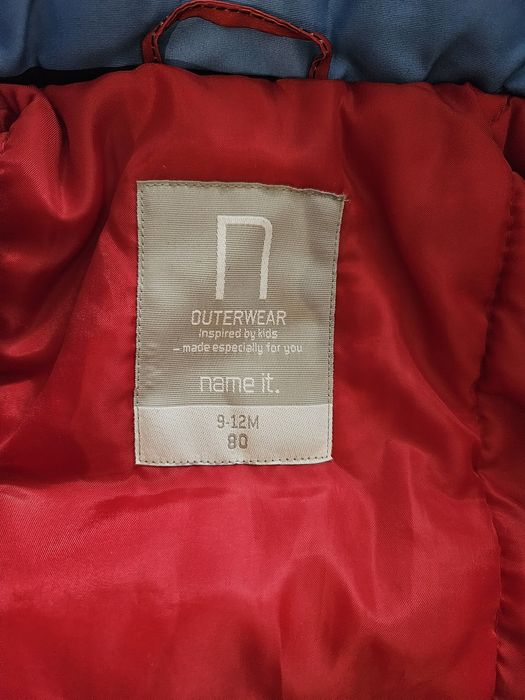 n
OUTERWEAR
inspired by kids
– made especially for you
name it.
9-12M
80